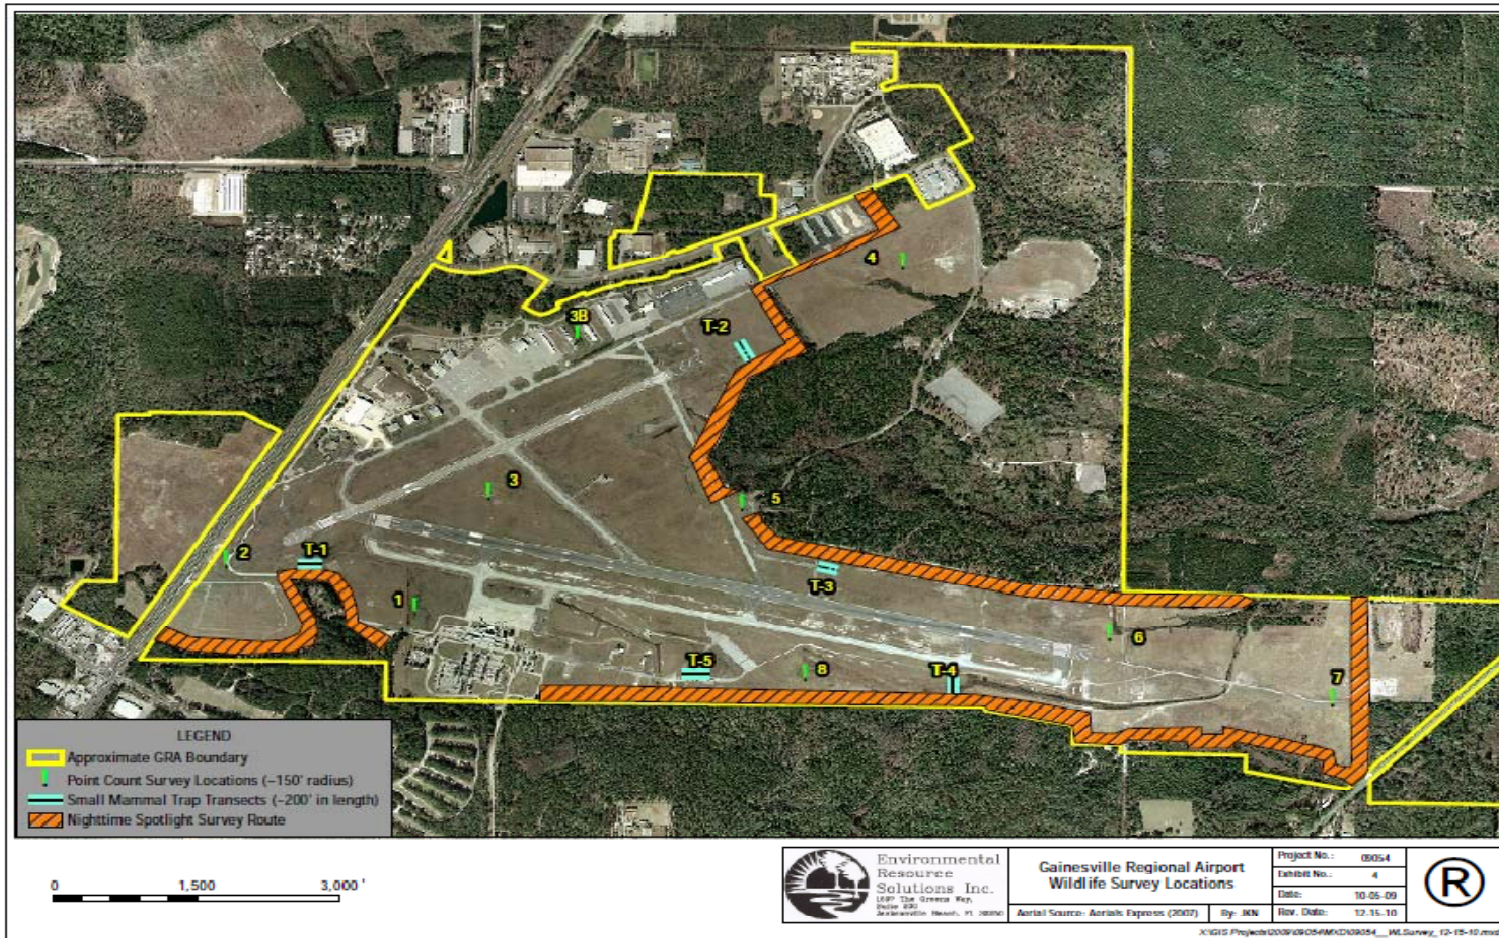 3B
4
T-2
3
5
2
T-1
1
T-3
6
T-5
8
T-4
7
LEGEND
Approximate GRA Boundary
Point Count Survey Locations (~150' radius)
Small Mammal Trap Transects (~200' in length)
Nighttime Spotlight Survey Route
0 1,500 3,000 '
Environmental
Resource
Solutions Inc.
Gainesville Regional Airport
Wildlife Survey Locations
Aerial Source: Aerials Express (2007)
By: JKN
Project No.: 09054
Exhibit No.: 4
Date: 10-05-09
Rev. Date: 12-15-10
®